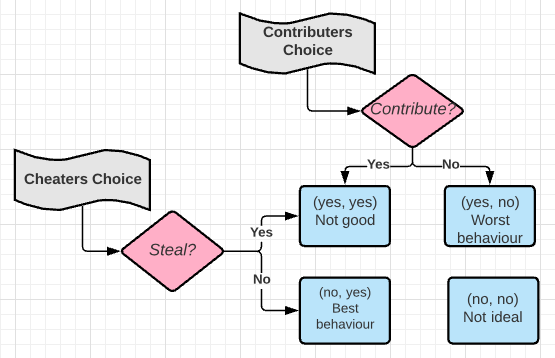 Contributers
Choice
Contribute?
Yes
No
Cheaters Choice
Steal?
Yes
No
(yes, yes)
Not good
(yes, no)
Worst
behaviour
(no, yes)
Best
behaviour
(no, no)
Not ideal